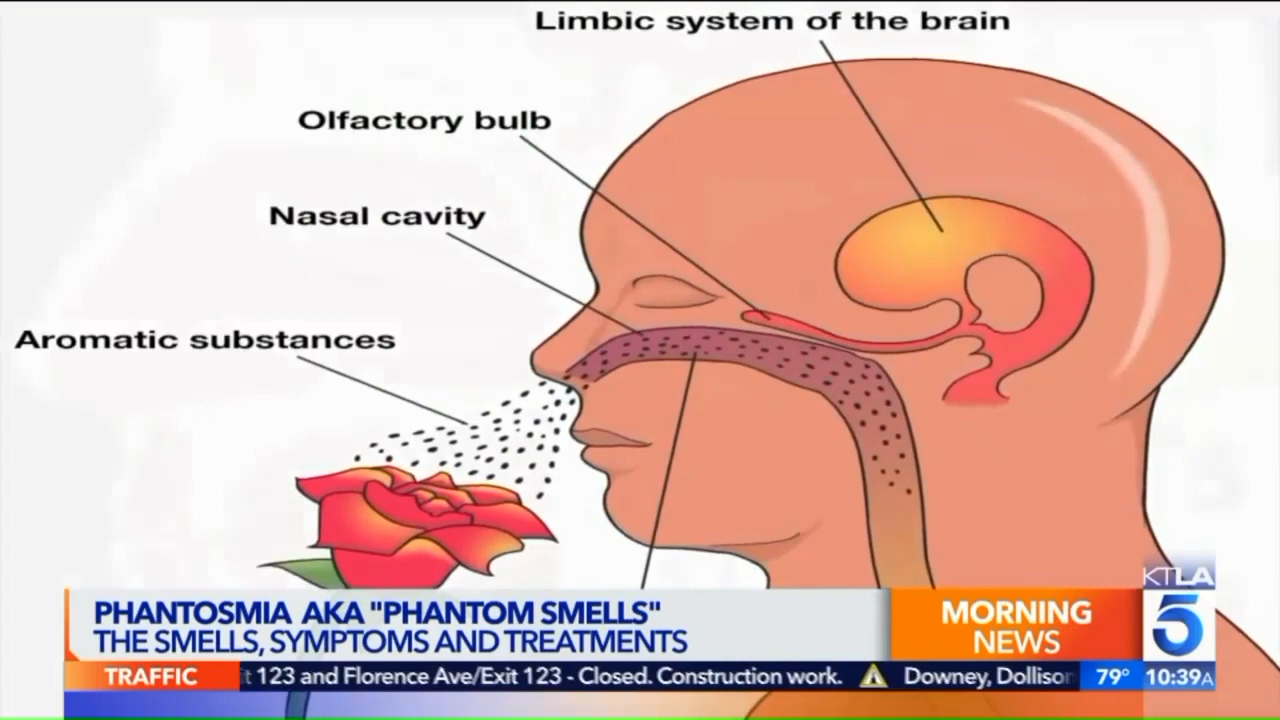 Limbic system of the brain
Olfactory bulb
Nasal cavity
Aromatic substances
PHANTOSMIA AKA "PHANTOM SMELLS"
THE SMELLS, SYMPTOMS AND TREATMENTS
MORNING
NEWS
KTLA
5
TRAFFIC
123 and Florence Ave/Exit 123 - Closed. Construction work.
Downey,
79°
10:39A